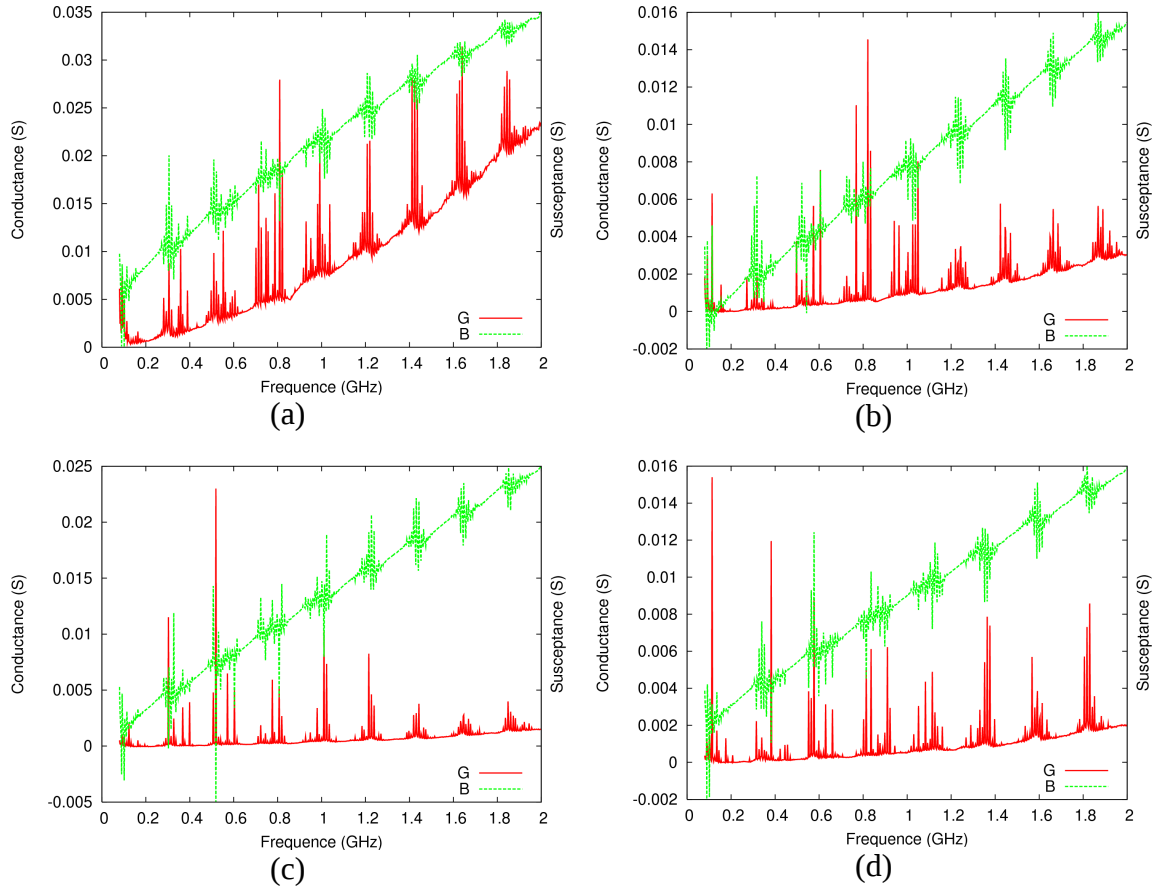 0.035
0.03
0.025
0.02
0.015
0.01
0.005
0
0 0.2 0.4 0.6 0.8 1 1.2 1.4 1.6 1.8 2
Conductance (S)
Susceptance (S)
Frequence (GHz)
G
B
(a)
0.016
0.014
0.012
0.01
0.008
0.006
0.004
0.002
0
-0.002
0 0.2 0.4 0.6 0.8 1 1.2 1.4 1.6 1.8 2
Conductance (S)
Susceptance (S)
Frequence (GHz)
G
B
(b)
0.025
0.02
0.015
0.01
0.005
0
-0.005
0 0.2 0.4 0.6 0.8 1 1.2 1.4 1.6 1.8 2
Conductance (S)
Susceptance (S)
Frequence (GHz)
G
B
(c)
0.016
0.014
0.012
0.01
0.008
0.006
0.004
0.002
0
-0.002
0 0.2 0.4 0.6 0.8 1 1.2 1.4 1.6 1.8 2
Conductance (S)
Susceptance (S)
Frequence (GHz)
G
B
(d)